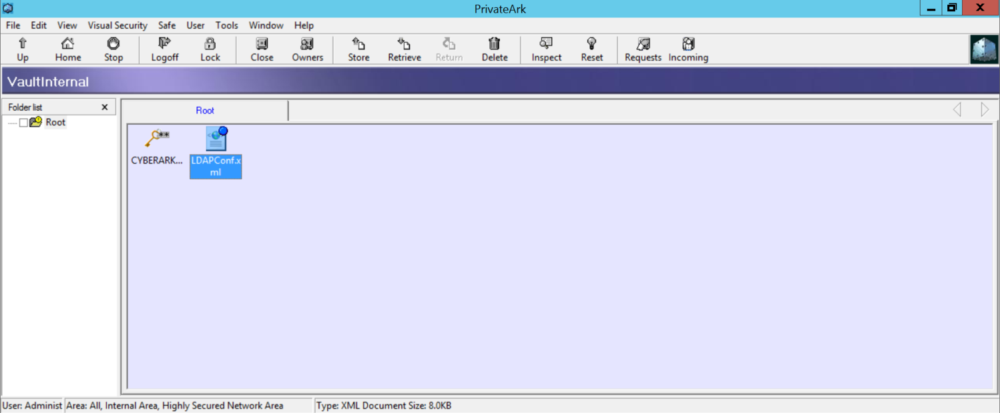 PrivateArk
File Edit View Visual Security Safe User Tools Window Help
Up Home Stop Logoff Lock Close Owners Store Retrieve Return Delete Inspect Reset Requests Incoming
VaultInternal
Folder list
Root
Root
CYBERARK...
LDAPConf.x
ml
User: Administ Area: All, Internal Area, Highly Secured Network Area Type: XML Document Size: 8.0KB